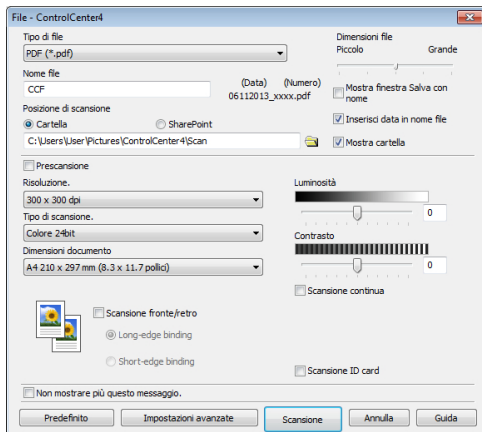 File - ControlCenter4
Tipo di file
PDF (*.pdf)
Nome file
CCF
(Data) (Numero)
06112013_xxxx.pdf
Posizione di scansione
Cartella
SharePoint
C:\Users\User\Pictures\ControlCenter4\Scan
Dimensioni file
Piccolo Grande
Mostra finestra Salva con
nome
Inserisci data in nome file
Mostra cartella
Prescansione
Risoluzione.
300 x 300 dpi
Tipo di scansione.
Colore 24bit
Dimensioni documento
A4 210 x 297 mm (8.3 x 11.7 pollici)
Luminosità
0
Contrasto
0
Scansione continua
Scansione fronte/retro
Long-edge binding
Short-edge binding
Scansione ID card
Non mostrare più questo messaggio.
Predefinito Impostazioni avanzate Scansione Annulla Guida